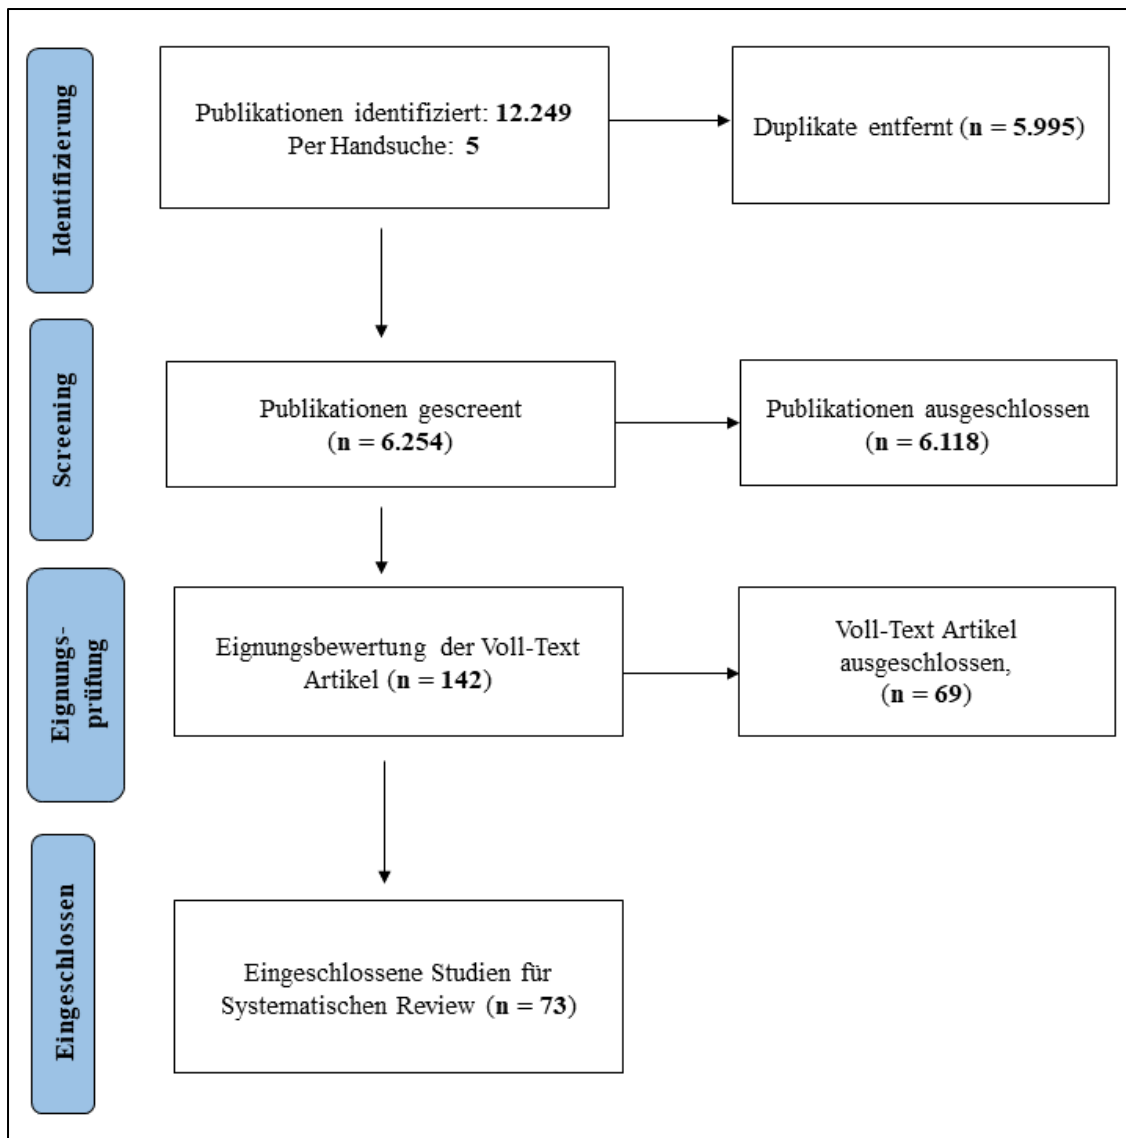 Identifizierung
Publikationen identifiziert: 12.249
Per Handsuche: 5
Duplikate entfernt (n = 5.995)
Screening
Publikationen gescreent
(n = 6.254)
Publikationen ausgeschlossen
(n = 6.118)
Eignungs-
prüfung
Eignungsbewertung der Voll-Text
Artikel (n = 142)
Voll-Text Artikel
ausgeschlossen,
(n = 69)
Eingeschlossen
Eingeschlossene Studien für
Systematischen Review (n = 73)